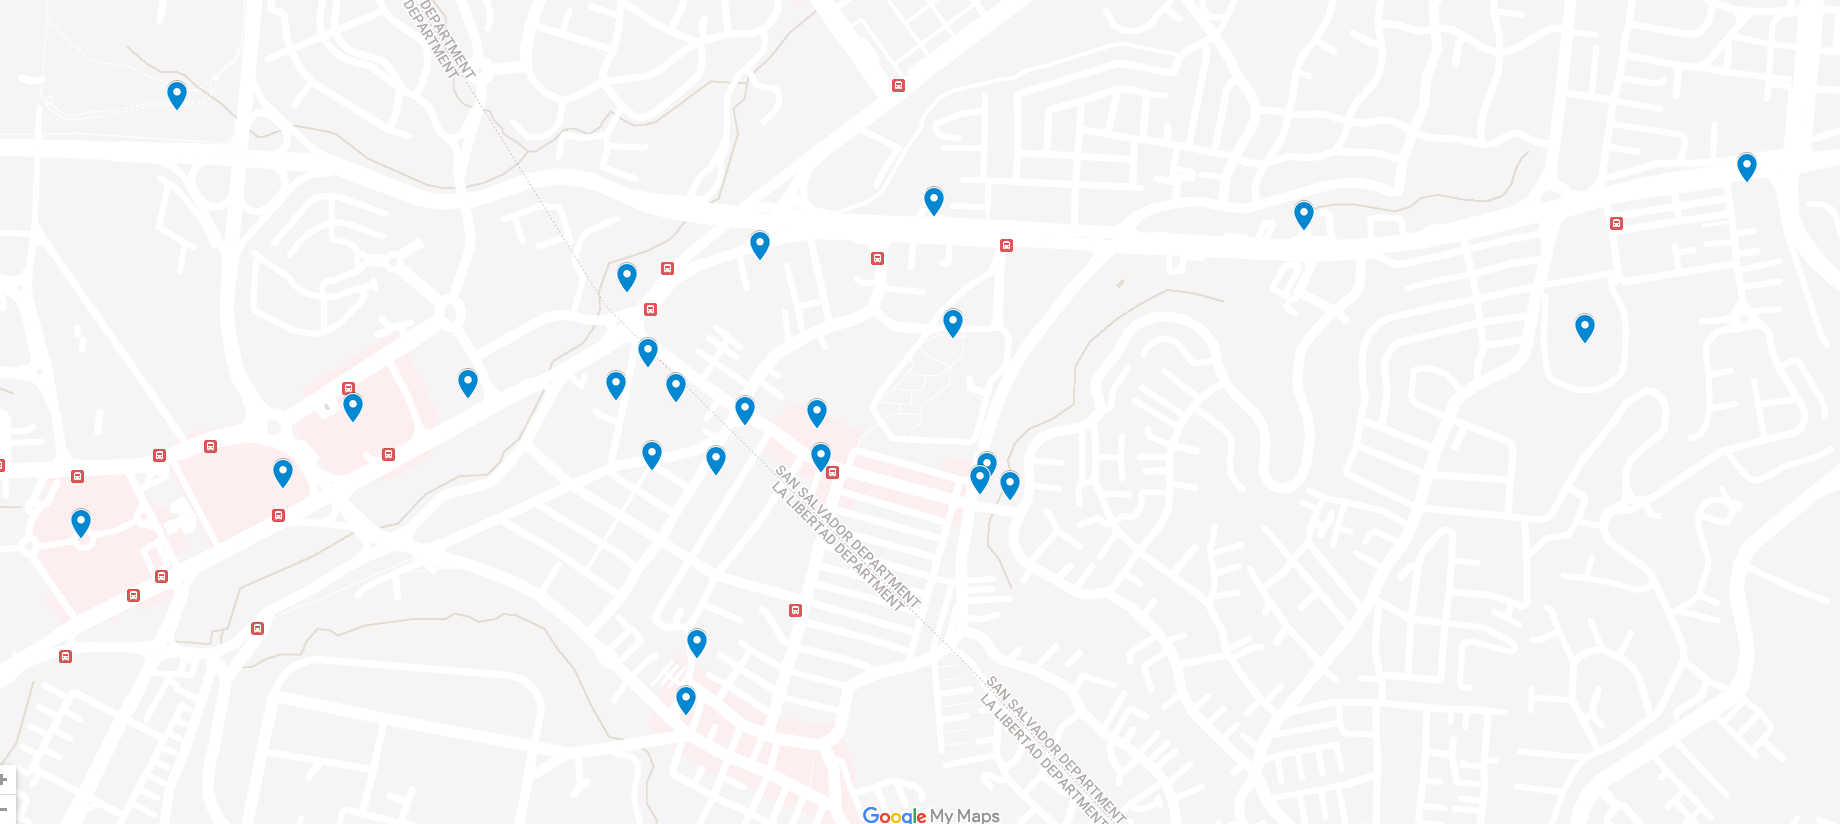 DEPARTMENT
DEPARTMENT
SAN SALVADOR DEPARTMENT
LA LIBERTAD DEPARTMENT
SAN SALVADOR DEPARTMENT
LA LIBERTAD DEPARTMENT
+
−
Google My Maps